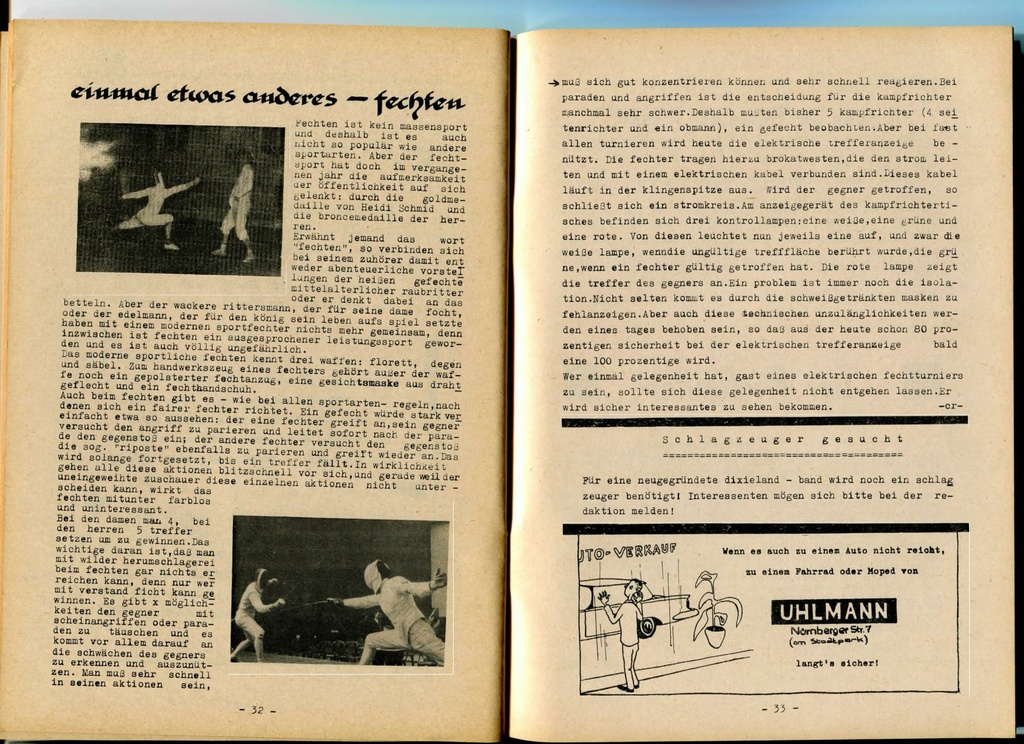 einmal etwas anderes — fechten
Fechten ist kein massensport
und deshalb ist es auch
nicht so populär wie andere
sportarten. Aber der fecht-
sport hat doch im vergange-
nen jahr die aufmerksamkeit
der öffentlichkeit auf sich
gelenkt: durch die goldme-
daille von Heidi Schmid und
die broncemedaille der her-
ren.
Erwähnt jemand das wort
"fechten", so verbinden sich
bei seinem zuhörer damit ent
weder abenteuerliche vorstel
lungen der heißen gefechte
mittelalterlicher raubritter
oder er denkt dabei an das
betteln. Aber der wackere rittersmann, der für seine dame focht,
oder der edelmann, der für den könig sein leben aufs spiel setzte
haben mit einem modernen sportfechter nichts mehr gemeinsam, denn
inzwischen ist fechten ein ausgesprochener leistungssport gewor-
den und es ist auch völlig ungefährlich.
Das moderne sportliche fechten kennt drei waffen: florett, degen
und säbel. Zum handwerkszeug eines fechters gehört außer der waf-
fe noch ein gepolsterter fechtanzug, eine gesichtsmaske aus draht
geflecht und ein fechthandschuh.
Auch beim fechten gibt es - wie bei allen sportarten- regeln,nach
denen sich ein fairer fechter richtet. Ein gefecht würde stark ver
einfacht etwa so aussehen: der eine fechter greift an,sein gegner
versucht den angriff zu parieren und leitet sofort nach der para-
de den gegenstoß ein; der andere fechter versucht den gegenstoß
die sog. "riposte" ebenfalls zu parieren und greift wieder an.Das
wird solange fortgesetzt, bis ein treffer fällt.In wirklichkeit
gehen alle diese aktionen blitzschnell vor sich,und gerade weil der
uneingeweihte zuschauer diese einzelnen aktionen nicht unter -
scheiden kann, wirkt das
fechten mitunter farblos
und uninteressant.
Bei den damen man 4, bei
den herren 5 treffer
setzen um zu gewinnen.Das
wichtige daran ist,daß man
mit wilder herumschlagerei
beim fechten gar nichts er
reichen kann, denn nur wer
mit verstand ficht kann ge
winnen. Es gibt x möglich-
keiten den gegner mit
scheinangriffen oder para-
den zu täuschen und es
kommt vor allem darauf an
die schwächen des gegners
zu erkennen und auszunüt-
zen. Man muß sehr schnell
in seinen aktionen sein,
- 32 -
→muß sich gut konzentrieren können und sehr schnell reagieren.Bei
paraden und angriffen ist die entscheidung für die kampfrichter
manchmal sehr schwer.Deshalb mußten bisher 5 kampfrichter (4 sei
tenrichter und ein obmann), ein gefecht beobachten.Aber bei fast
allen turnieren wird heute die elektrische trefferanzeige be -
nützt. Die fechter tragen hierzu brokatwesten,die den strom lei-
ten und mit einem elektrischen kabel verbunden sind.Dieses kabel
läuft in der klingenspitze aus. Wird der gegner getroffen, so
schließt sich ein stromkreis.Am anzeigegerät des kampfrichterti-
sches befinden sich drei kontrollampen:eine weiße,eine grüne und
eine rote. Von diesen leuchtet nun jeweils eine auf, und zwar die
weiße lampe, wenndie ungültige trefffläche berührt wurde,die grü
ne,wenn ein fechter gültig getroffen hat. Die rote lampe zeigt
die treffer des gegners an.Ein problem ist immer noch die isola-
tion.Nicht selten kommt es durch die schweißgetränkten masken zu
fehlanzeigen.Aber auch diese technischen unzulänglichkeiten wer-
den eines tages behoben sein, so daß aus der heute schon 80 pro-
zentigen sicherheit bei der elektrischen trefferanzeige bald
eine 100 prozentige wird.
Wer einmal gelegenheit hat, gast eines elektrischen fechtturniers
zu sein, sollte sich diese gelegenheit nicht entgehen lassen.Er
wird sicher interessantes zu sehen bekommen. -cr-
Schlagzeuger gesucht
====================================
Für eine neugegründete dixieland - band wird noch ein schlag
zeuger benötigt! Interessenten mögen sich bitte bei der re-
daktion melden!
UTO-VERKAUF
Wenn es auch zu einem Auto nicht reicht,
zu einem Fahrrad oder Moped von
UHLMANN
Nürnberger Str. 7
(am Stadtpark)
langt's sicher!
- 33 -